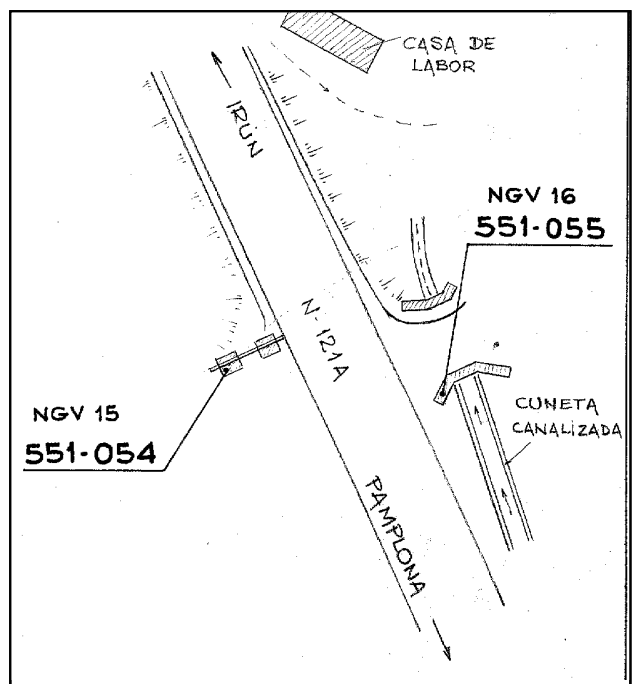 CASA DE
LABOR
IRÚN
NGV 16
551-055
N-121A
NGV 15
551-054
CUNETA
CANALIZADA
PAMPLONA